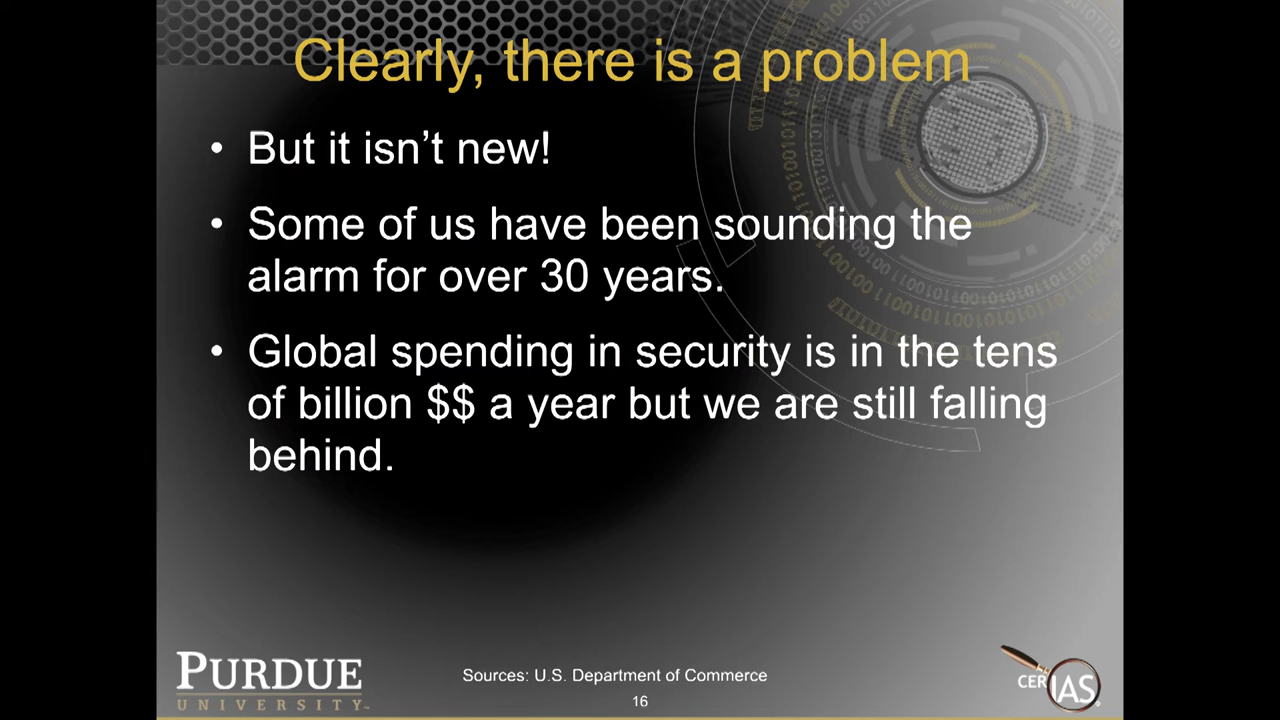 Clearly, there is a problem
• But it isn't new!
• Some of us have been sounding the
alarm for over 30 years.
• Global spending in security is in the tens
of billion $$ a year but we are still falling
behind.
PURDUE
UNIVERSITY
Sources: U.S. Department of Commerce
16
CERIAS